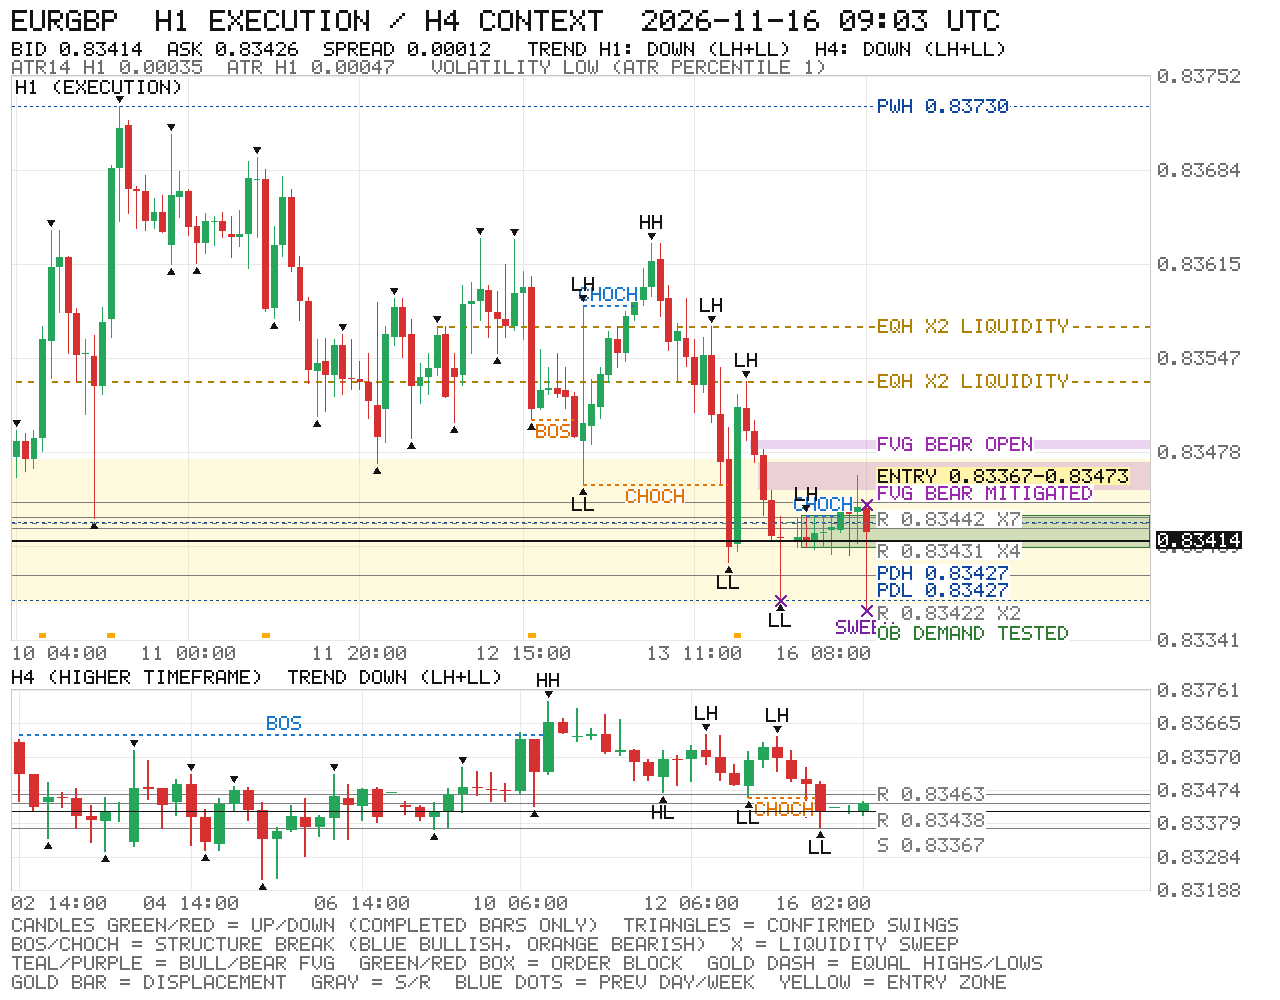 EURGBP  H1 EXECUTION / H4 CONTEXT  2026-11-16 09:03 UTC
BID 0.83414  ASK 0.83426  SPREAD 0.00012   TREND H1: DOWN (LH+LL)  H4: DOWN (LH+LL)
ATR14 H1 0.00035  ATR H1 0.00047   VOLATILITY LOW (ATR PERCENTILE 1)
H1 (EXECUTION)
0.83752
PWH 0.83730
0.83684
HH
0.83615
LH
CHOCH
LH
EQH X2 LIQUIDITY
0.83547
LH
EQH X2 LIQUIDITY
BOS
FVG BEAR OPEN
0.83478
ENTRY 0.83367-0.83473
CHOCH
LH
FVG BEAR MITIGATED
LL
CHOCH
R 0.83442 X7
0.83414
R 0.83431 X4
PDH 0.83427
LL
PDL 0.83427
R 0.83422 X2
LL
OB DEMAND TESTED
0.83341
10 04:00
11 00:00
11 20:00
12 15:00
13 11:00
16 08:00
H4 (HIGHER TIMEFRAME)  TREND DOWN (LH+LL)
HH
0.83761
LH
LH
BOS
0.83665
0.83570
0.83474
R 0.83463
HL
LL
CHOCH
R 0.83438
0.83379
LL
S 0.83367
0.83284
0.83188
02 14:00
04 14:00
06 14:00
10 06:00
12 06:00
16 02:00
CANDLES GREEN/RED = UP/DOWN (COMPLETED BARS ONLY)  TRIANGLES = CONFIRMED SWINGS
BOS/CHOCH = STRUCTURE BREAK (BLUE BULLISH, ORANGE BEARISH)  X = LIQUIDITY SWEEP
TEAL/PURPLE = BULL/BEAR FVG  GREEN/RED BOX = ORDER BLOCK  GOLD DASH = EQUAL HIGHS/LOWS
GOLD BAR = DISPLACEMENT  GRAY = S/R  BLUE DOTS = PREV DAY/WEEK  YELLOW = ENTRY ZONE